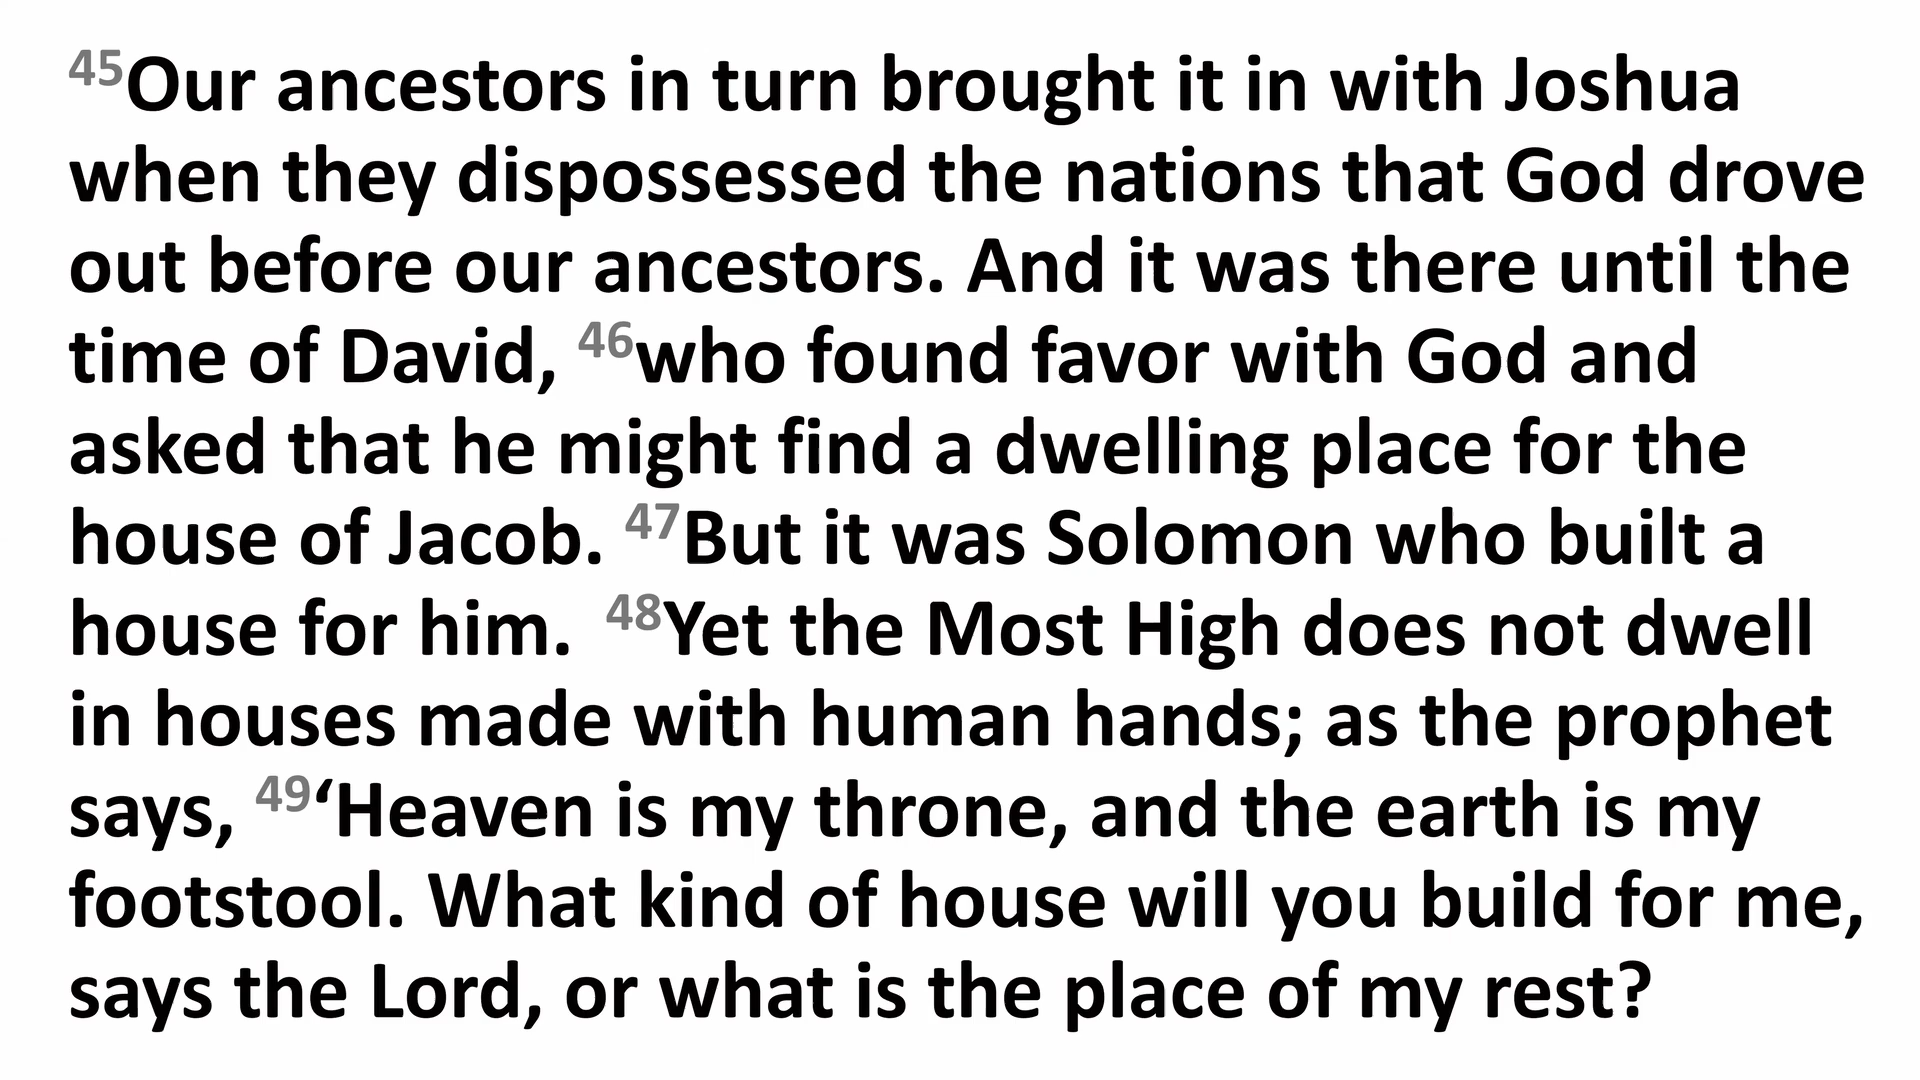 45Our ancestors in turn brought it in with Joshua
when they dispossessed the nations that God drove
out before our ancestors. And it was there until the
time of David, 46who found favor with God and
asked that he might find a dwelling place for the
house of Jacob. 47But it was Solomon who built a
house for him.  48Yet the Most High does not dwell
in houses made with human hands; as the prophet
says, 49‘Heaven is my throne, and the earth is my
footstool. What kind of house will you build for me,
says the Lord, or what is the place of my rest?